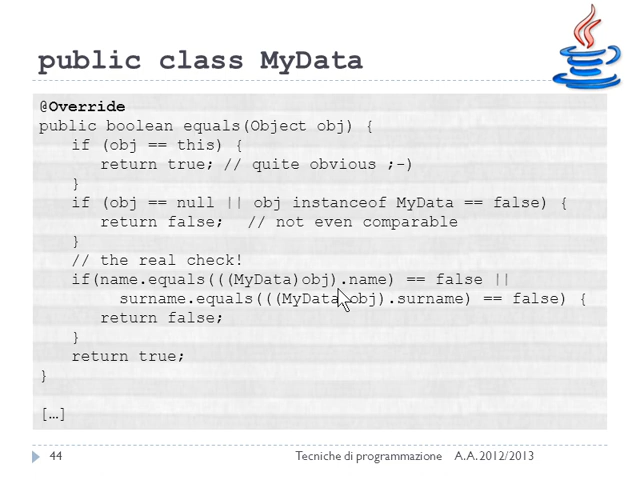 public class MyData
@Override
public boolean equals(Object obj) {
if (obj == this) {
return true; // quite obvious ;-)
}
if (obj == null || obj instanceof MyData == false) {
return false; // not even comparable
}
// the real check!
if(name.equals(((MyData)obj).name) == false ||
surname.equals(((MyData)obj).surname) == false) {
return false;
}
return true;
}
[…]
44 Tecniche di programmazione A.A. 2012/2013